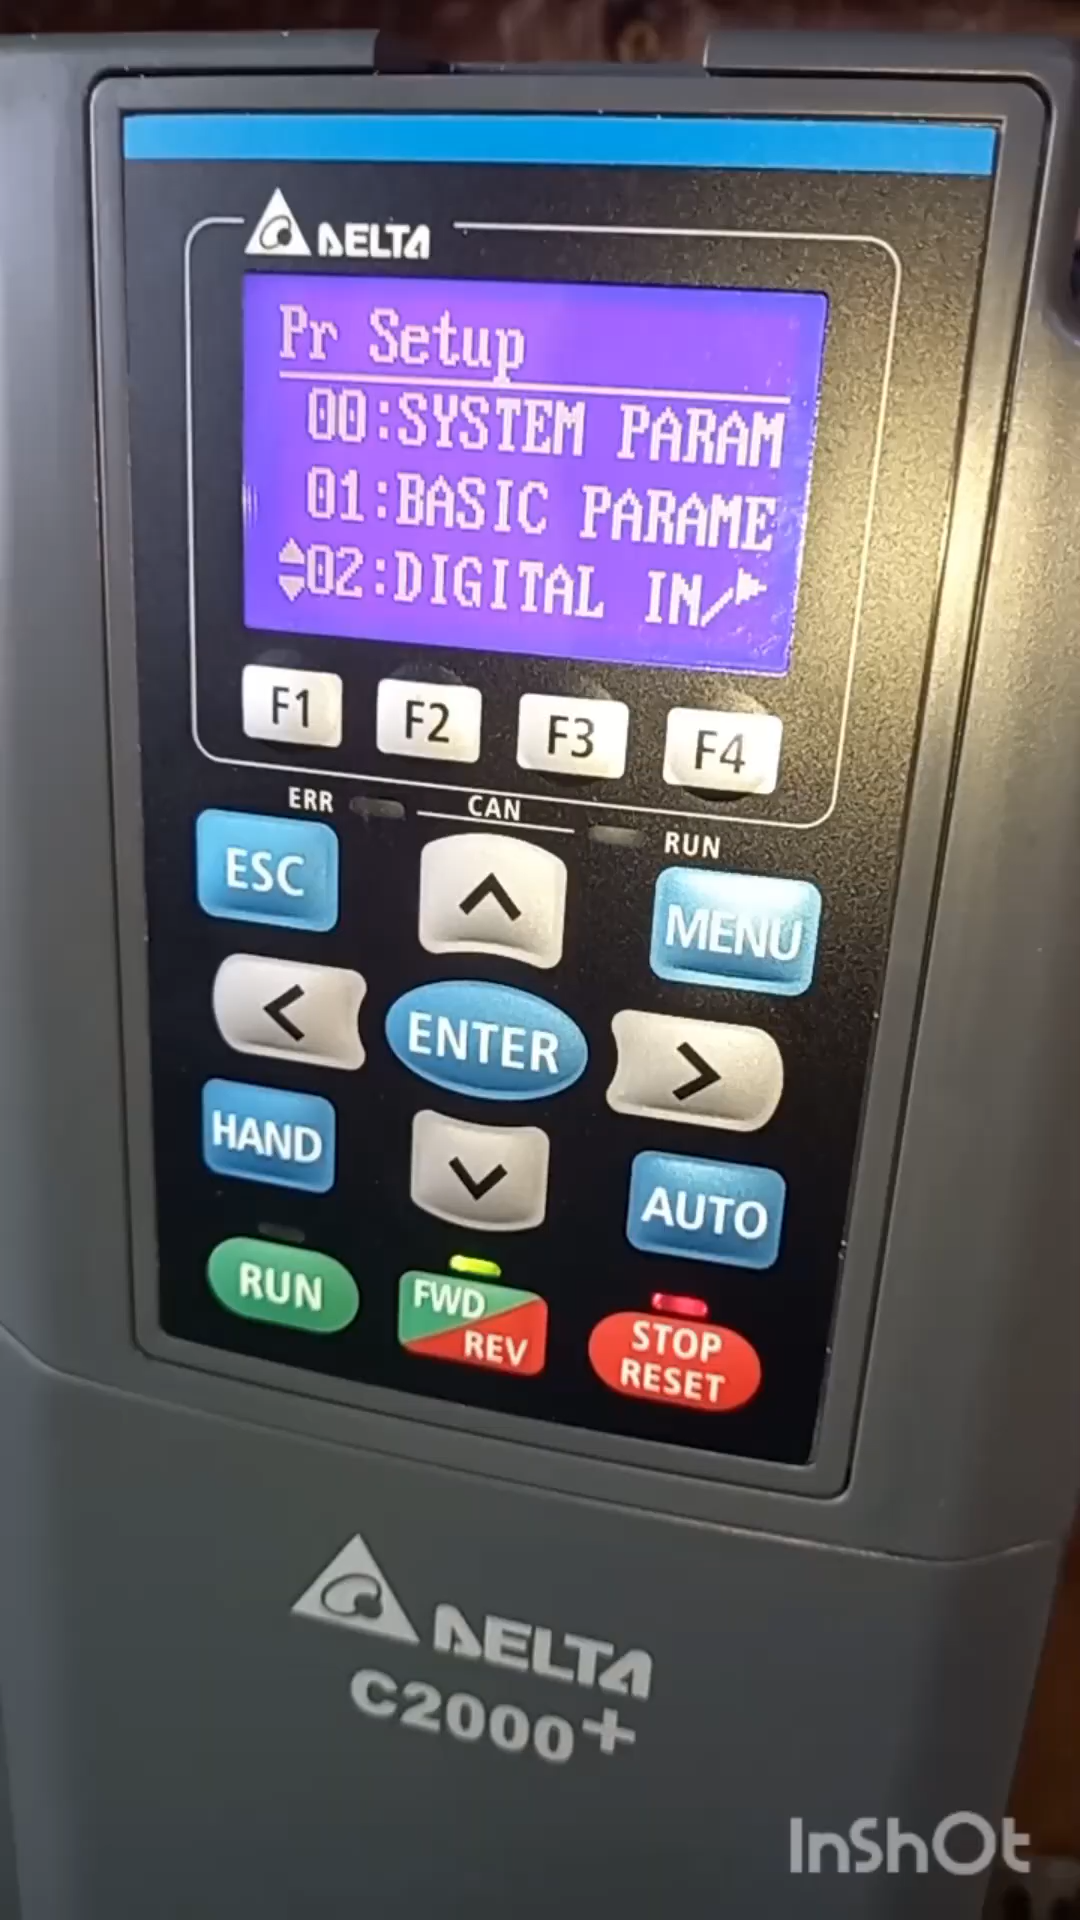 DELTA
Pr Setup
00:SYSTEM PARAM
01:BASIC PARAME
02:DIGITAL IN/
F1 F2 F3 F4
ERR CAN RUN
ESC MENU
ENTER
HAND AUTO
RUN FWD REV STOP RESET
DELTA
C2000+
InShOt